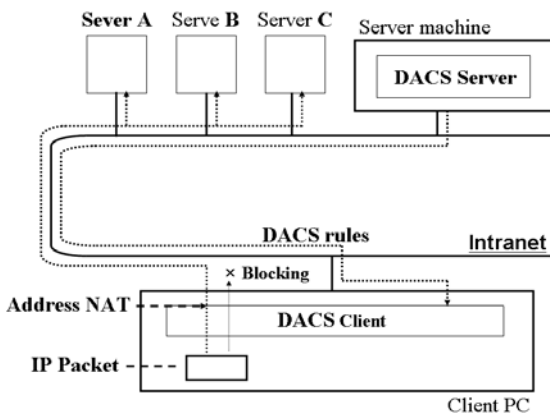 Sever A
Serve B
Server C
Server machine
DACS Server
DACS rules
Intranet
× Blocking
Address NAT
DACS Client
IP Packet
Client PC